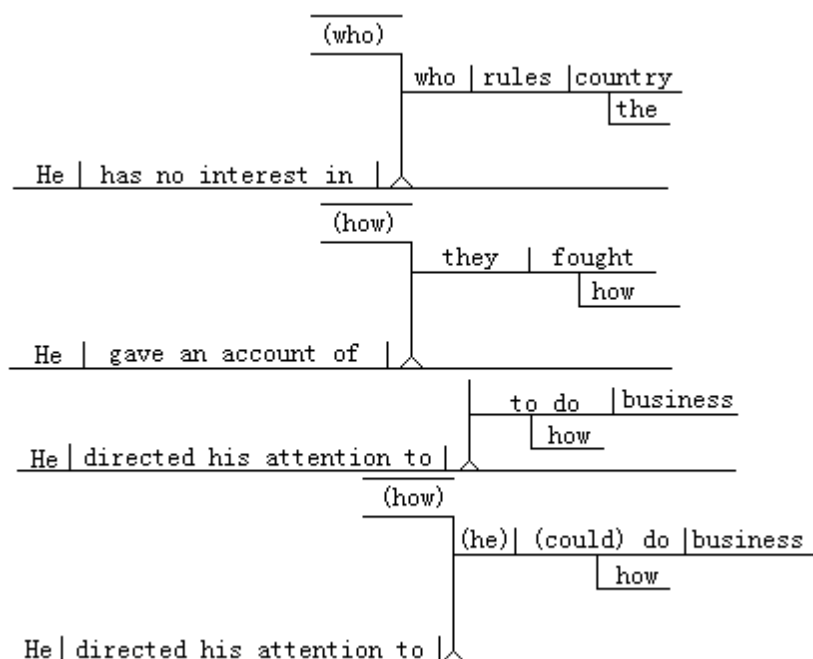 (who)
who rules country
the
He has no interest in
(how)
they fought
how
He gave an account of
to do business
how
He directed his attention to
(how)
(he) (could) do business
how
He directed his attention to